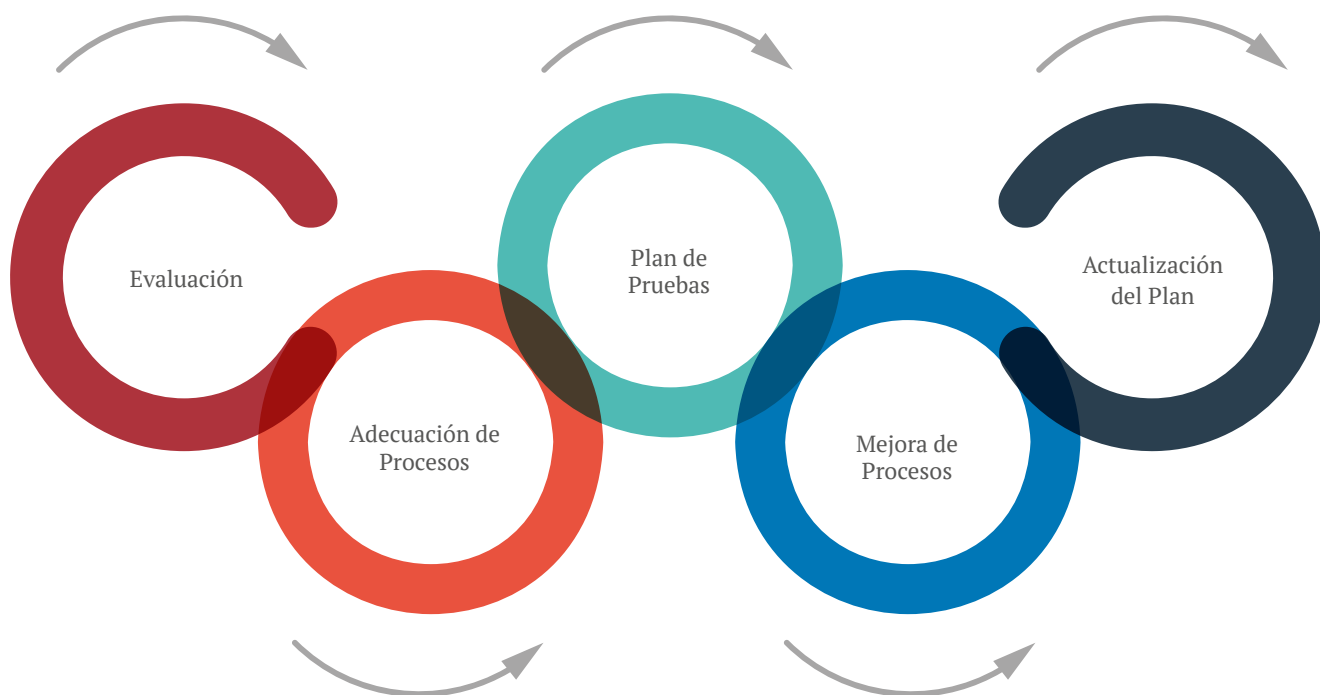 Evaluación
Adecuación de
Procesos
Plan de
Pruebas
Mejora de
Procesos
Actualización
del Plan